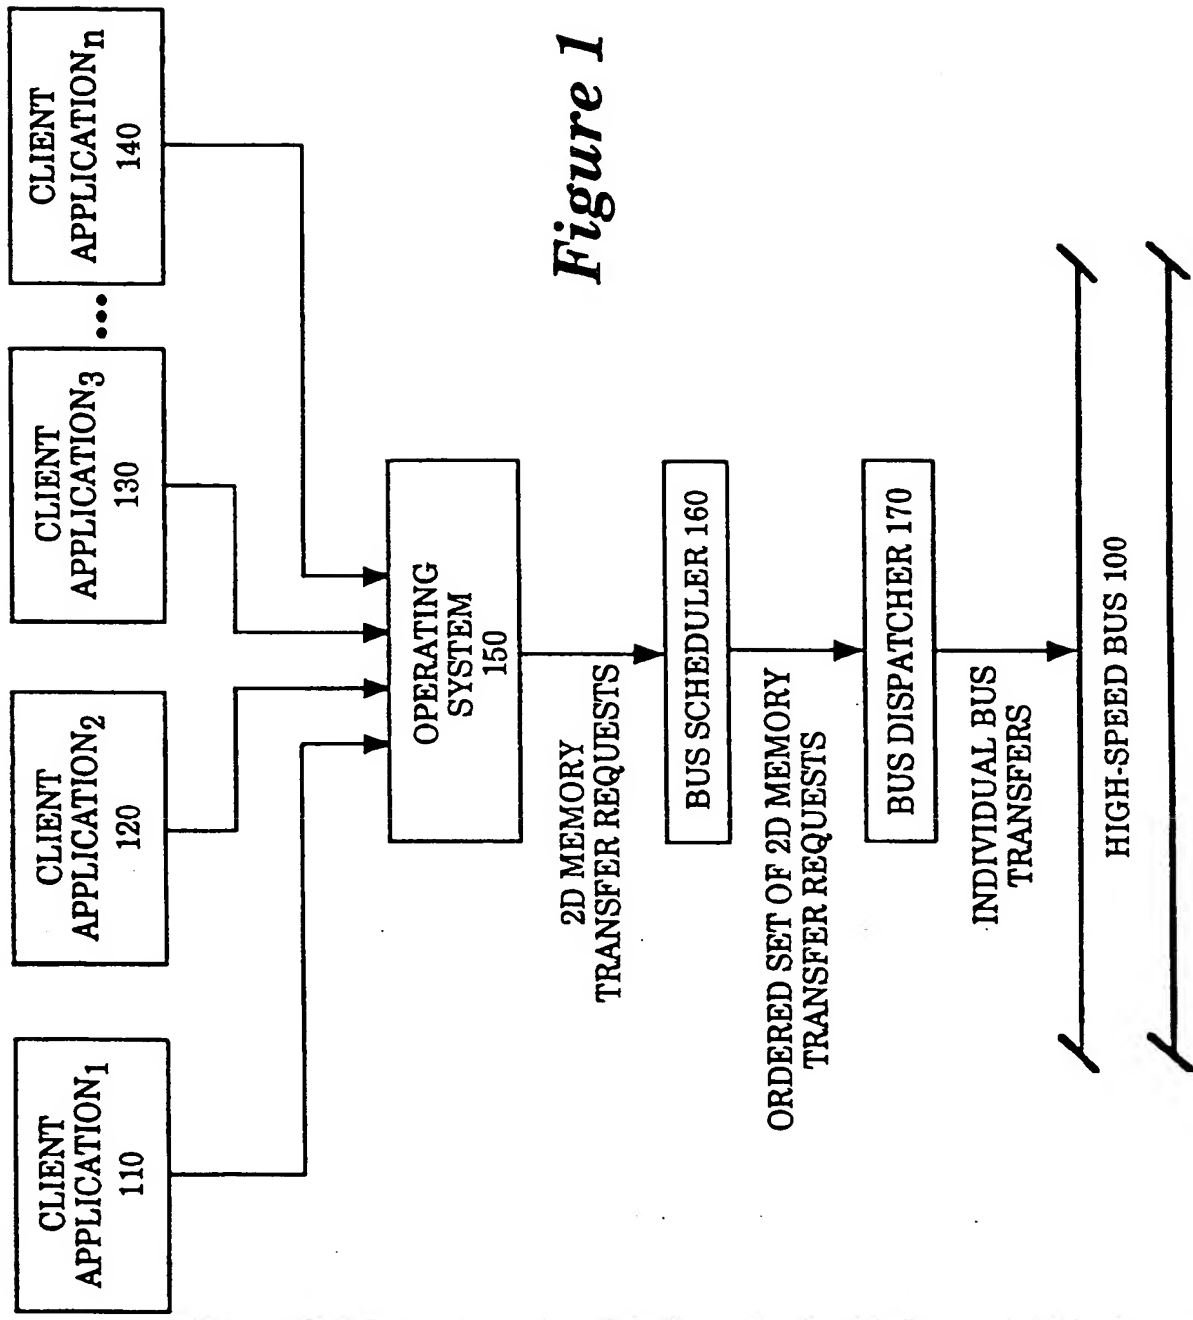 CLIENT
APPLICATION1
110
CLIENT
APPLICATION2
120
CLIENT
APPLICATION3
130
...
CLIENT
APPLICATIONn
140
OPERATING
SYSTEM
150
2D MEMORY
TRANSFER REQUESTS
BUS SCHEDULER 160
ORDERED SET OF 2D MEMORY
TRANSFER REQUESTS
BUS DISPATCHER 170
INDIVIDUAL BUS
TRANSFERS
HIGH-SPEED BUS 100
Figure 1